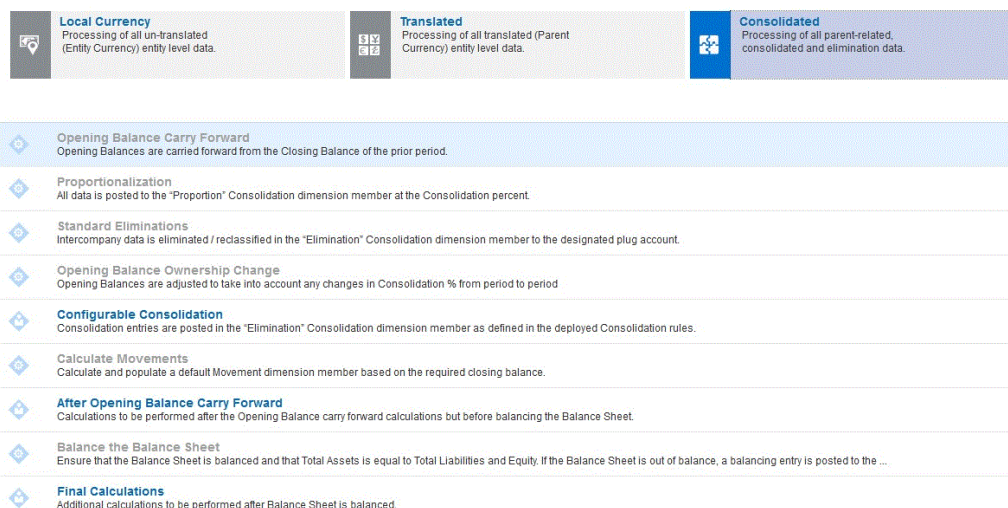 Local Currency
Processing of all un-translated
(Entity Currency) entity level data.
Translated
Processing of all translated (Parent
Currency) entity level data.
Consolidated
Processing of all parent-related,
consolidated and elimination data.
Opening Balance Carry Forward
Opening Balances are carried forward from the Closing Balance of the prior period.
Proportionalization
All data is posted to the “Proportion” Consolidation dimension member at the Consolidation percent.
Standard Eliminations
Intercompany data is eliminated / reclassified in the “Elimination” Consolidation dimension member to the designated plug account.
Opening Balance Ownership Change
Opening Balances are adjusted to take into account any changes in Consolidation % from period to period
Configurable Consolidation
Consolidation entries are posted in the “Elimination” Consolidation dimension member as defined in the deployed Consolidation rules.
Calculate Movements
Calculate and populate a default Movement dimension member based on the required closing balance.
After Opening Balance Carry Forward
Calculations to be performed after the Opening Balance carry forward calculations but before balancing the Balance Sheet.
Balance the Balance Sheet
Ensure that the Balance Sheet is balanced and that Total Assets is equal to Total Liabilities and Equity. If the Balance Sheet is out of balance, a balancing entry is posted to the ...
Final Calculations
Additional calculations to be performed after Balance Sheet is balanced.